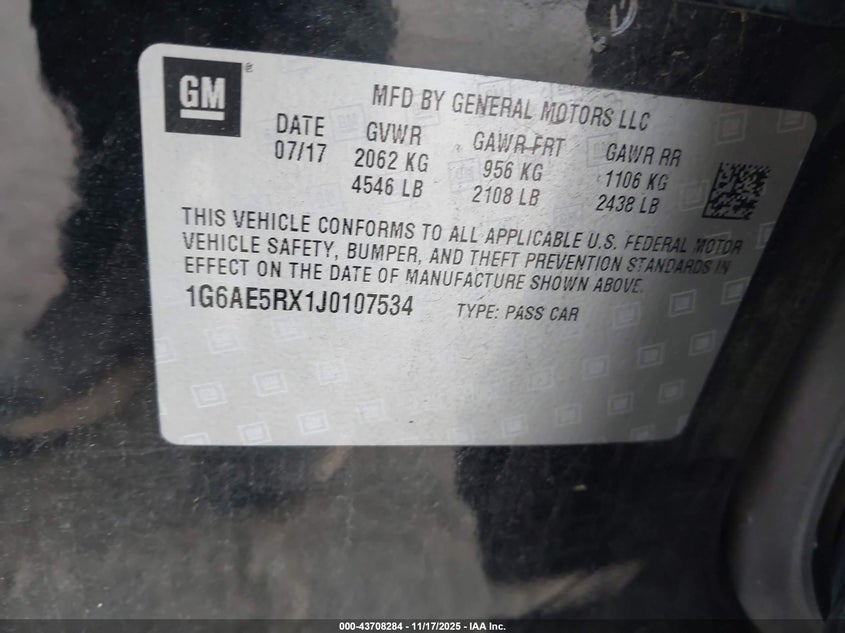 GM
MFD BY GENERAL MOTORS LLC
DATE GVWR GAWR FRT GAWR RR
07/17 2062 KG 956 KG 1106 KG
4546 LB 2108 LB 2438 LB
THIS VEHICLE CONFORMS TO ALL APPLICABLE U.S. FEDERAL MOTOR
VEHICLE SAFETY, BUMPER, AND THEFT PREVENTION STANDARDS IN
EFFECT ON THE DATE OF MANUFACTURE SHOWN ABOVE.
1G6AE5RX1J0107534 TYPE: PASS CAR
000-43708284 - 11/17/2025 - IAA Inc.